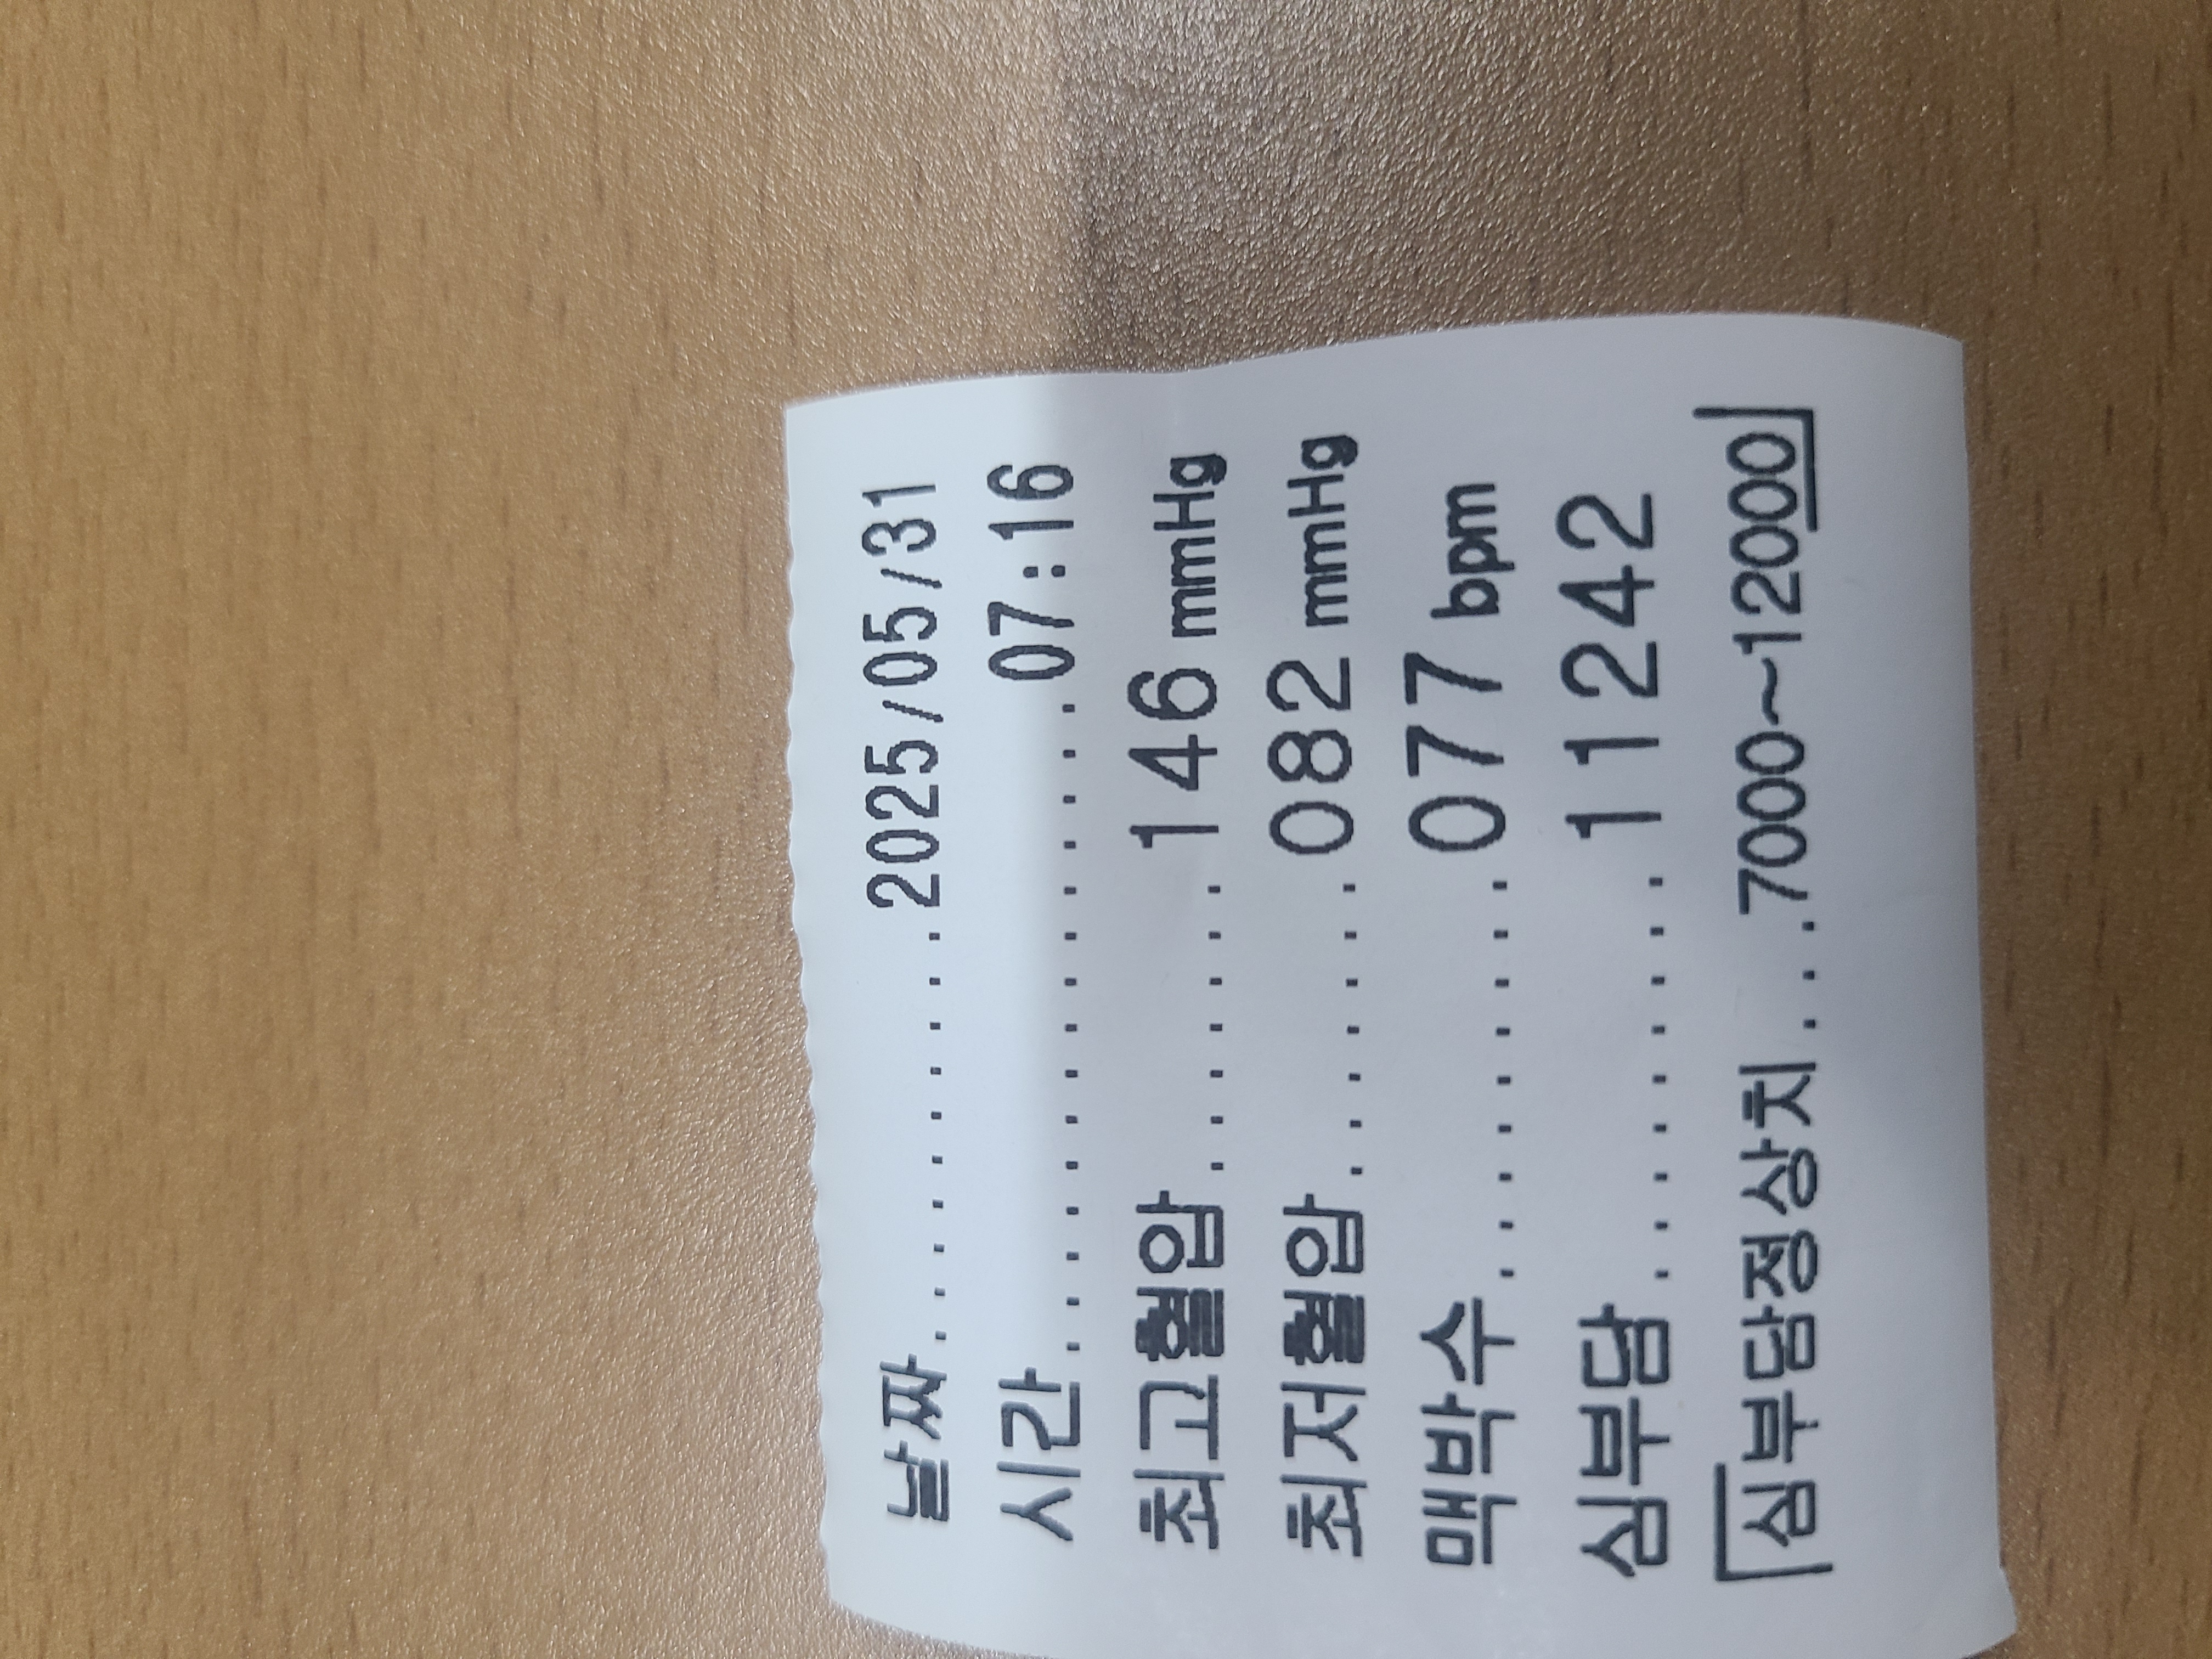 날짜..........2025/05/31
시간...............07:16
최고혈압.......146 mmHg
최저혈압.......082 mmHg
맥박수.........077 bpm
심부담.........11242
심부담정상치...7000~12000